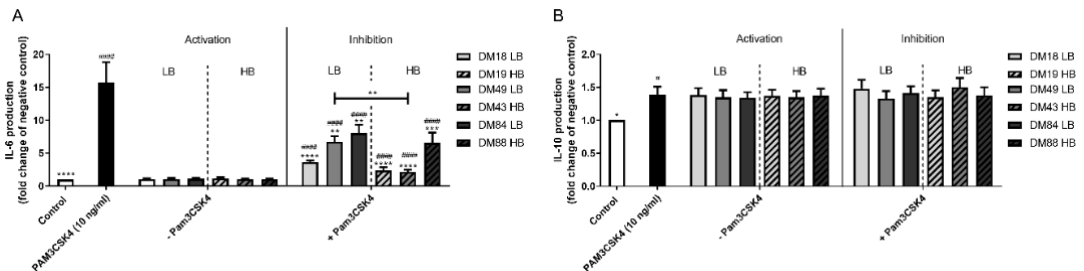 A
B
Activation
Inhibition
LB
HB
LB
HB
**
####
****
####
****
####
**
####
**
####
****
####
****
####
***
20
15
10
5
0
IL-6 production
(fold change of negative control)
Control
PAM3CSK4 (10 ng/ml)
- Pam3CSK4
+ Pam3CSK4
DM18 LB
DM19 HB
DM49 LB
DM43 HB
DM84 LB
DM88 HB
Activation
Inhibition
LB
HB
LB
HB
*
#
2.0
1.5
1.0
0.5
0.0
IL-10 production
(fold change of negative control)
Control
PAM3CSK4 (10 ng/ml)
- Pam3CSK4
+ Pam3CSK4
DM18 LB
DM19 HB
DM49 LB
DM43 HB
DM84 LB
DM88 HB